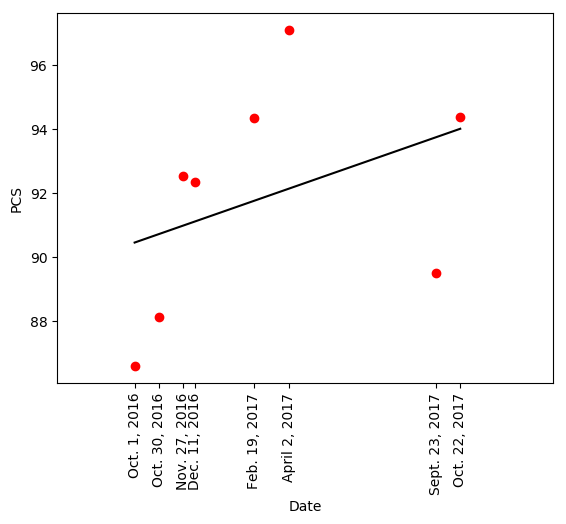 96
94
92
90
88
PCS
Oct. 1, 2016
Oct. 30, 2016
Nov. 27, 2016
Dec. 11, 2016
Feb. 19, 2017
April 2, 2017
Sept. 23, 2017
Oct. 22, 2017
Date